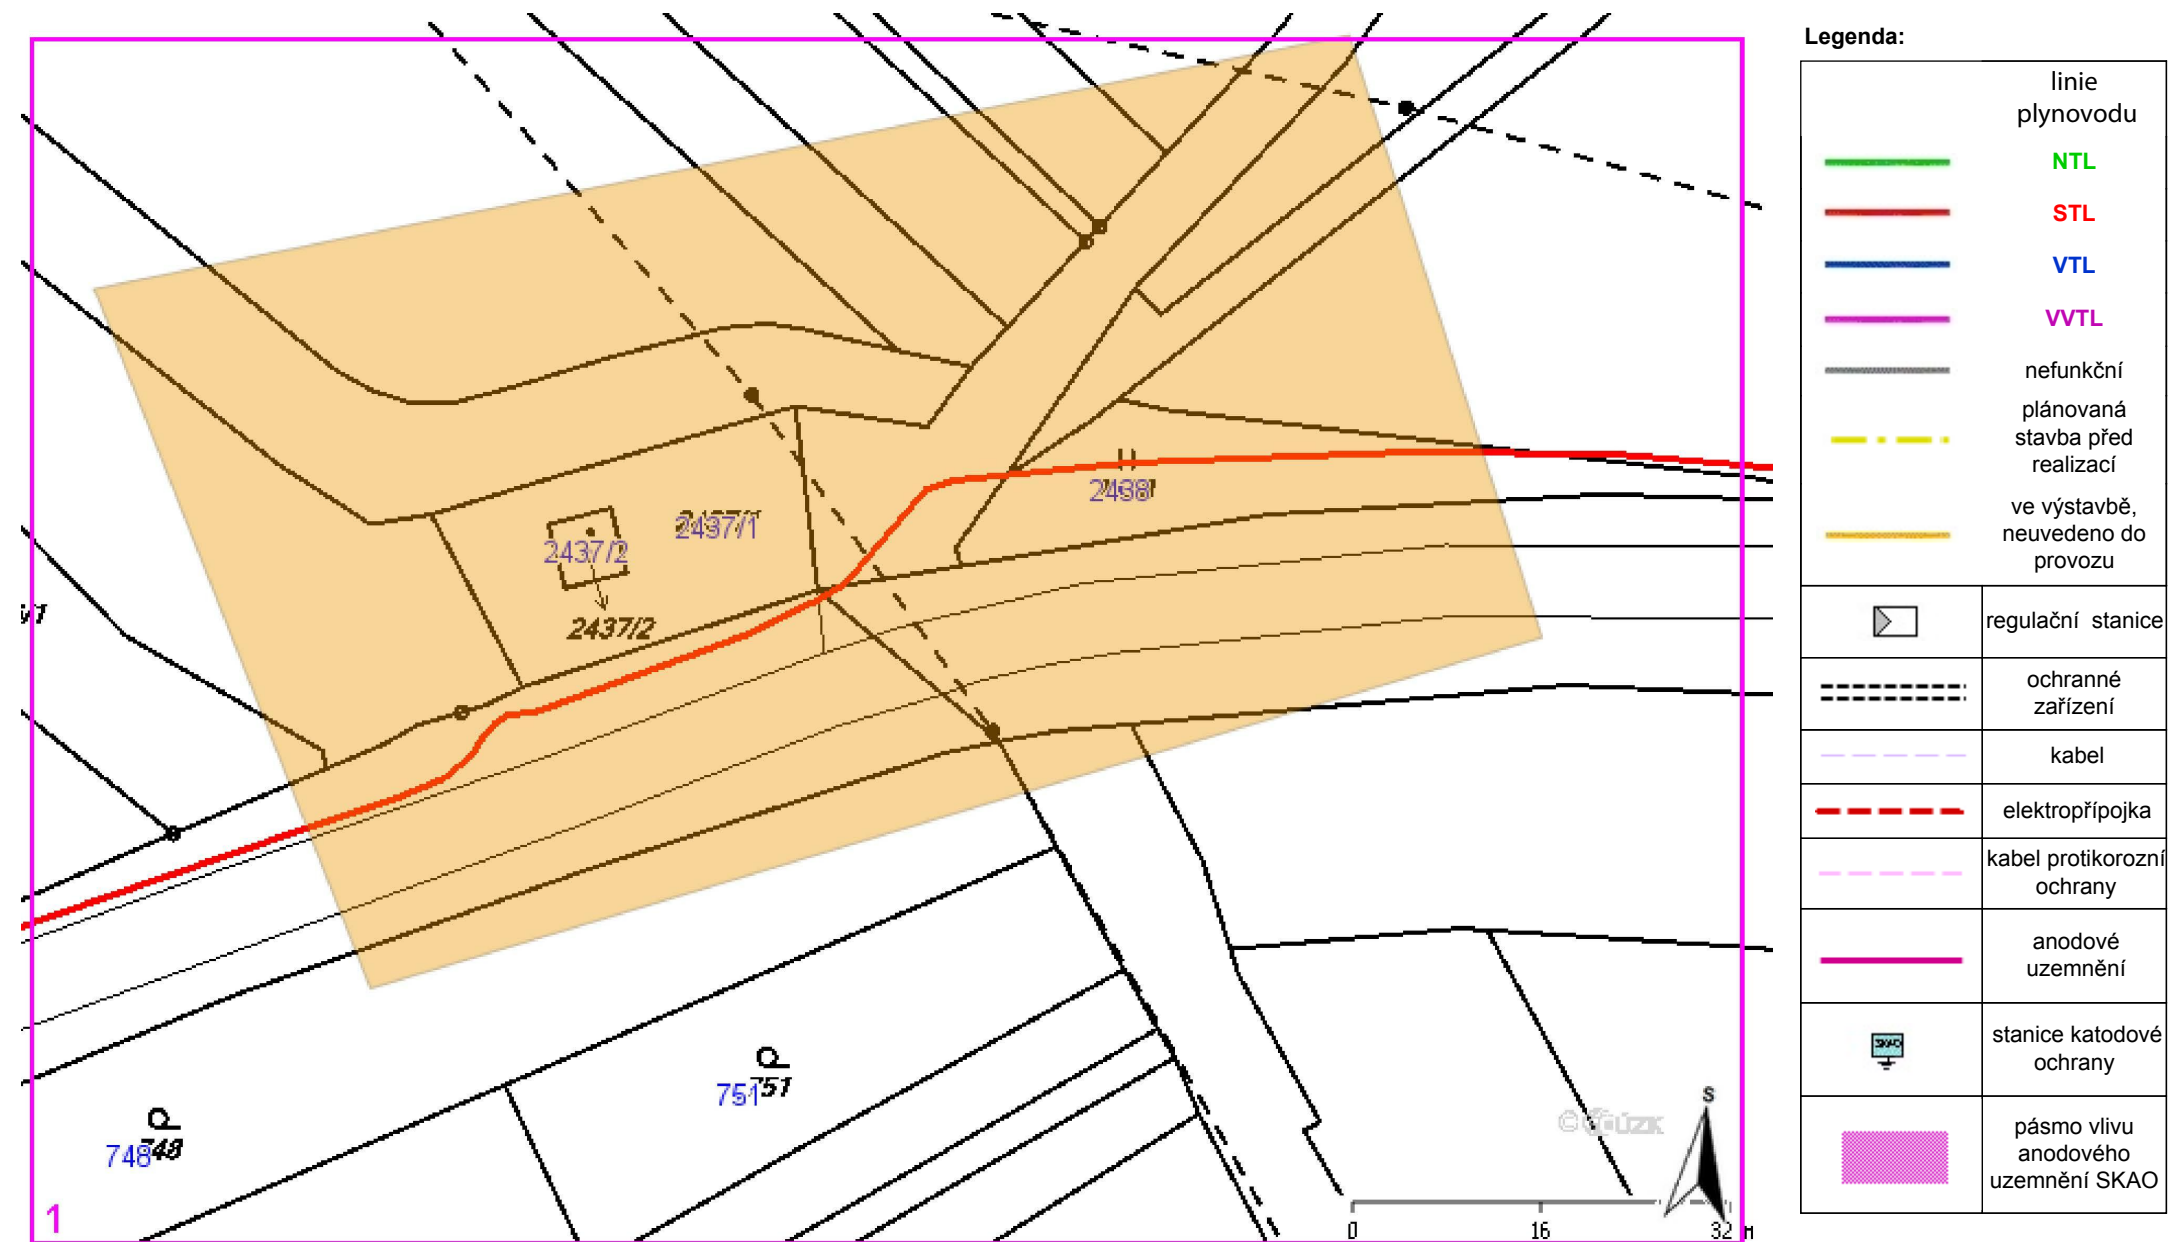 Legenda:
linie
plynovodu
NTL
STL
VTL
VVTL
nefunkční
plánovaná
stavba před
realizací
ve výstavbě,
neuvedeno do
provozu
regulační stanice
ochranné
zařízení
kabel
elektropřípojka
kabel protikorozní
ochrany
anodové
uzemnění
SKAO
stanice katodové
ochrany
pásmo vlivu
anodového
uzemnění SKAO
2438
2437/1
2437/2
2437/2
751 751
748 748
1
S
© ČÚZK
0 16 32 m